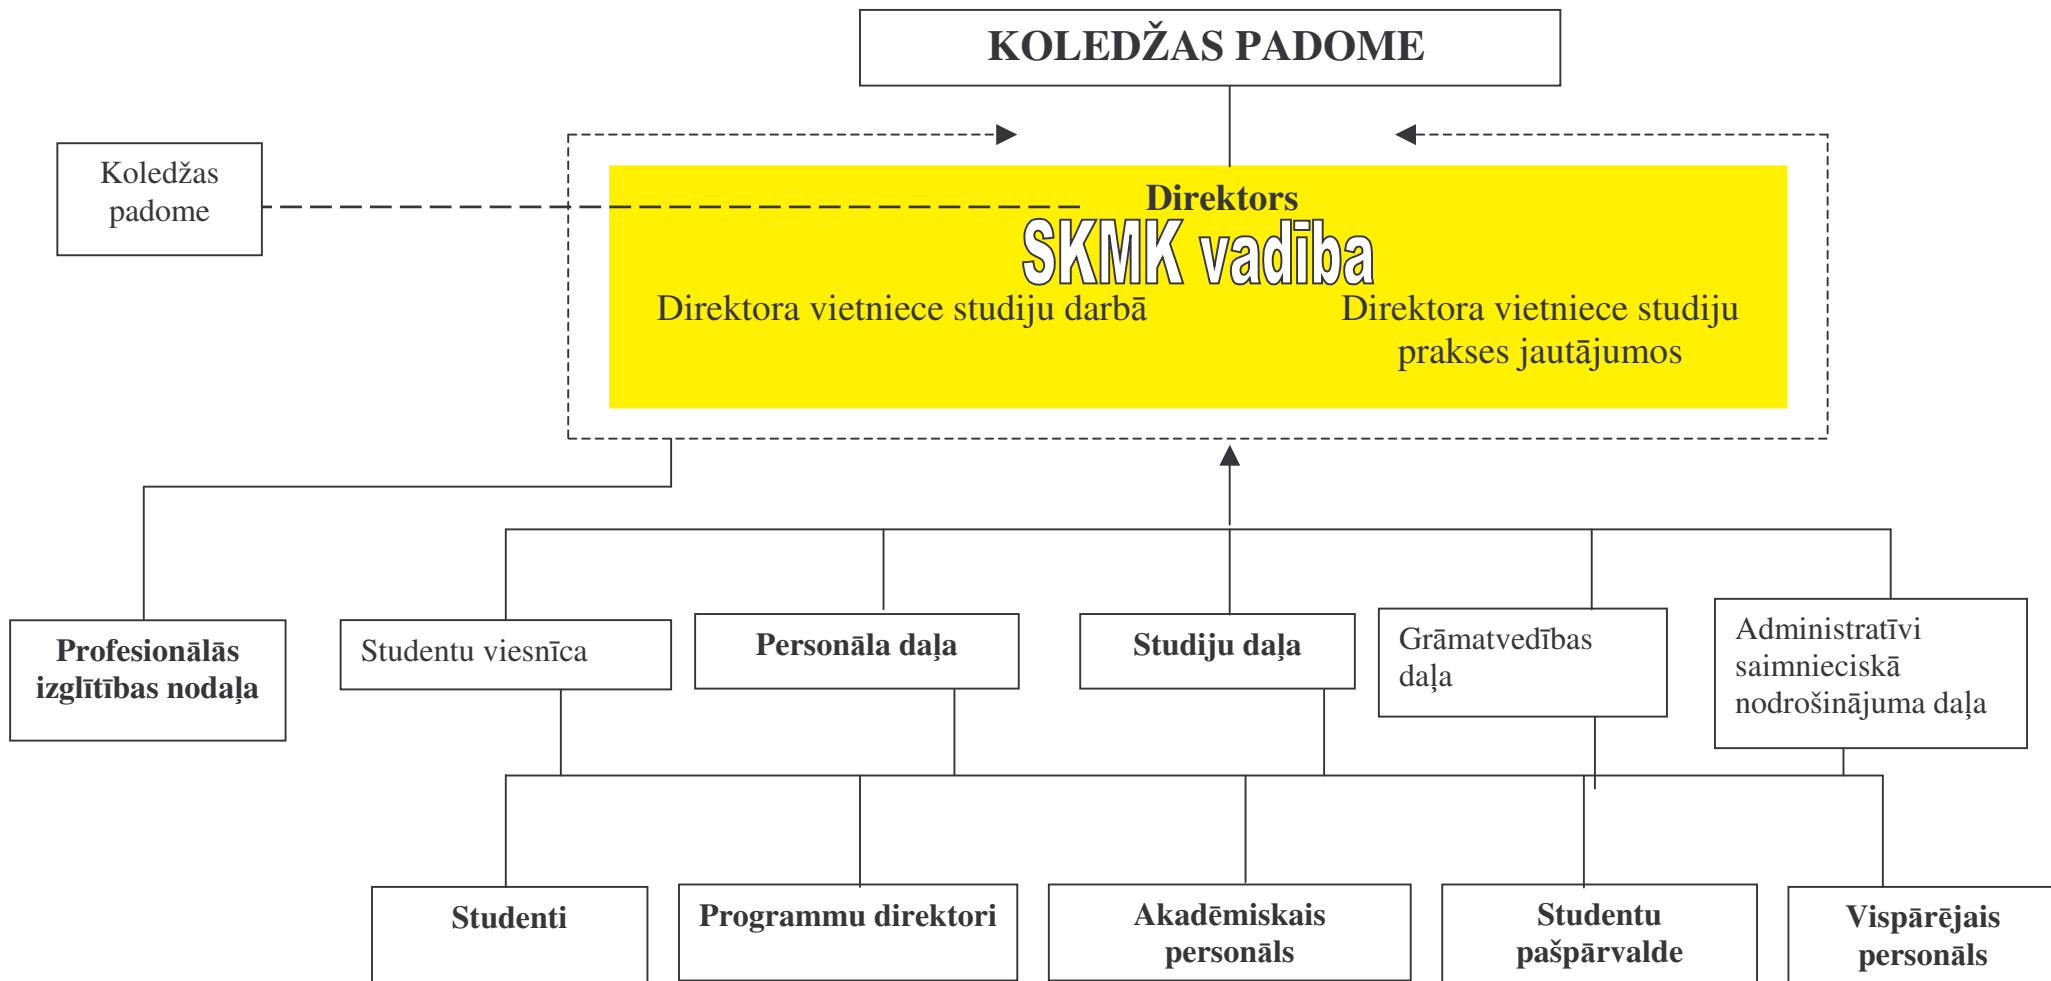 KOLEDŽAS PADOME
Koledžas
padome
Direktors
SKMK vadība
Direktora vietniece studiju darbā
Direktora vietniece studiju
prakses jautājumos
Profesionālās
izglītības nodaļa
Studentu viesnīca
Personāla daļa
Studiju daļa
Grāmatvedības
daļa
Administratīvi
saimnieciskā
nodrošinājuma daļa
Studenti
Programmu direktori
Akadēmiskais
personāls
Studentu
pašpārvalde
Vispārējais
personāls